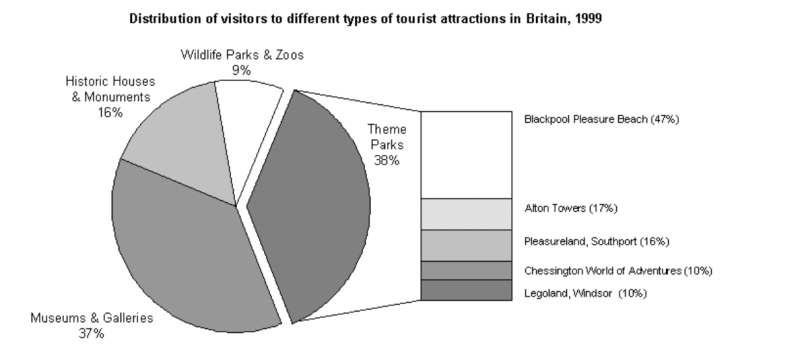 Distribution of visitors to different types of tourist attractions in Britain, 1999
Wildlife Parks & Zoos
9%
Historic Houses
& Monuments
16%
Theme
Parks
38%
Museums & Galleries
37%
Blackpool Pleasure Beach (47%)
Alton Towers (17%)
Pleasureland, Southport (16%)
Chessington World of Adventures (10%)
Legoland, Windsor (10%)